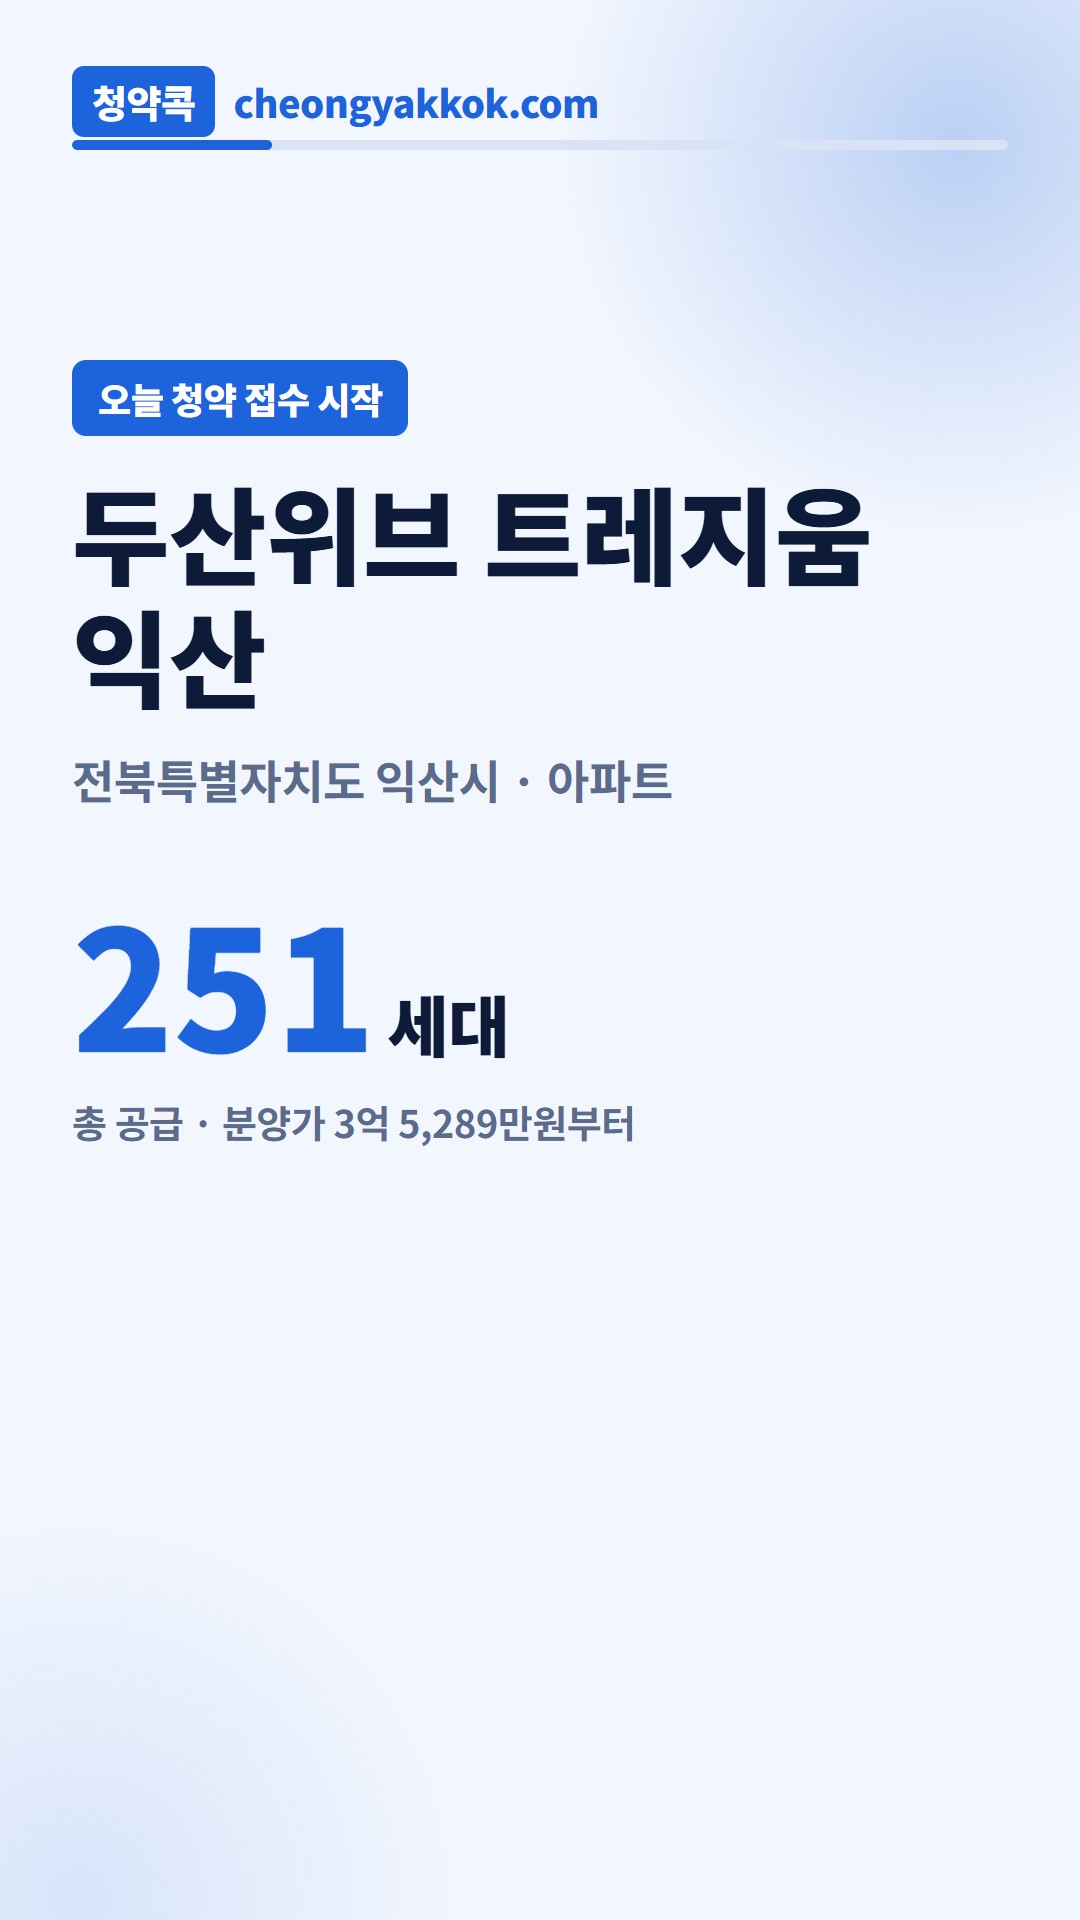 청약콕 cheongyakkok.com
오늘 청약 접수 시작
두산위브 트레지움
익산
전북특별자치도 익산시 · 아파트
251 세대
총 공급 · 분양가 3억 5,289만원부터